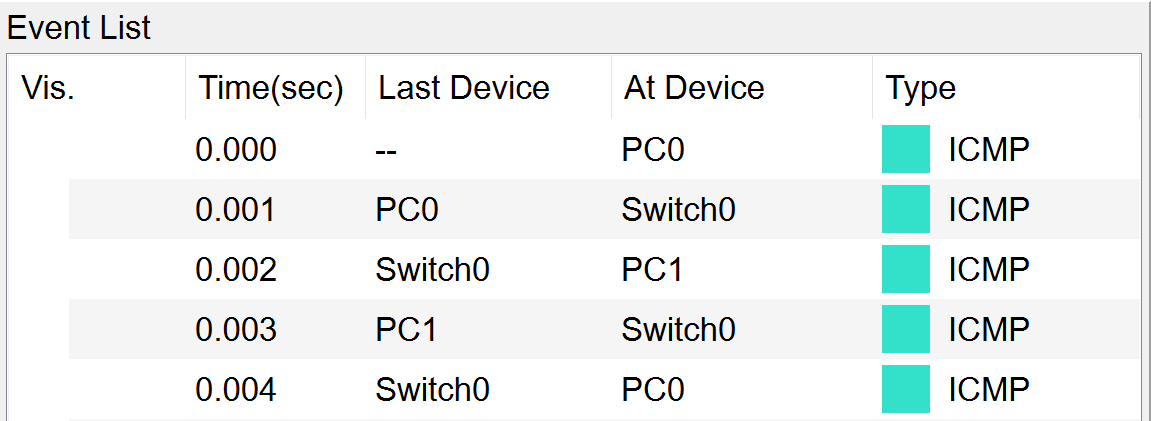 Event List
Vis. Time(sec) Last Device At Device Type
0.000 -- PC0 ICMP
0.001 PC0 Switch0 ICMP
0.002 Switch0 PC1 ICMP
0.003 PC1 Switch0 ICMP
0.004 Switch0 PC0 ICMP